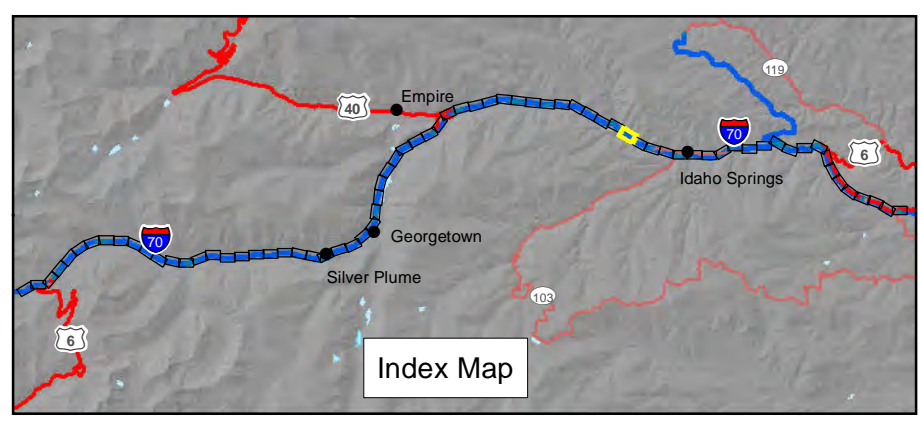 119
Empire
40
70
6
Idaho Springs
Georgetown
70
Silver Plume
103
6
Index Map